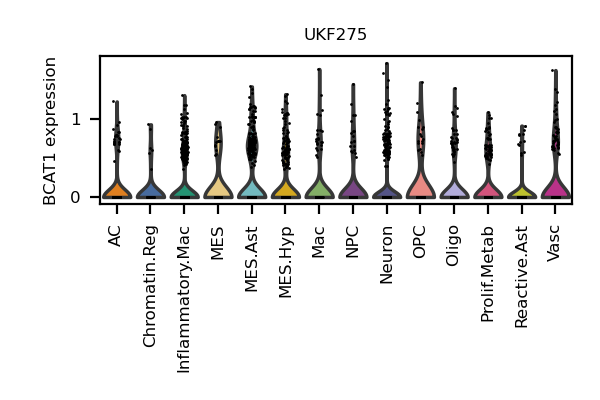 UKF275
BCAT1 expression
1
0
AC
Chromatin.Reg
Inflammatory.Mac
MES
MES.Ast
MES.Hyp
Mac
NPC
Neuron
OPC
Oligo
Prolif.Metab
Reactive.Ast
Vasc